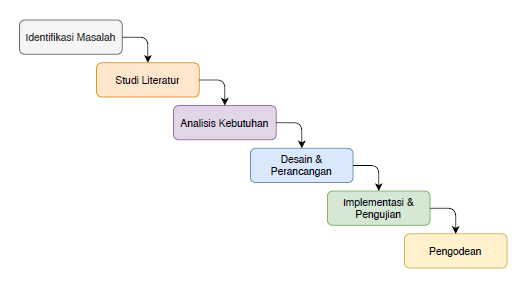 Identifikasi Masalah
Studi Literatur
Analisis Kebutuhan
Desain &
Perancangan
Implementasi &
Pengujian
Pengodean